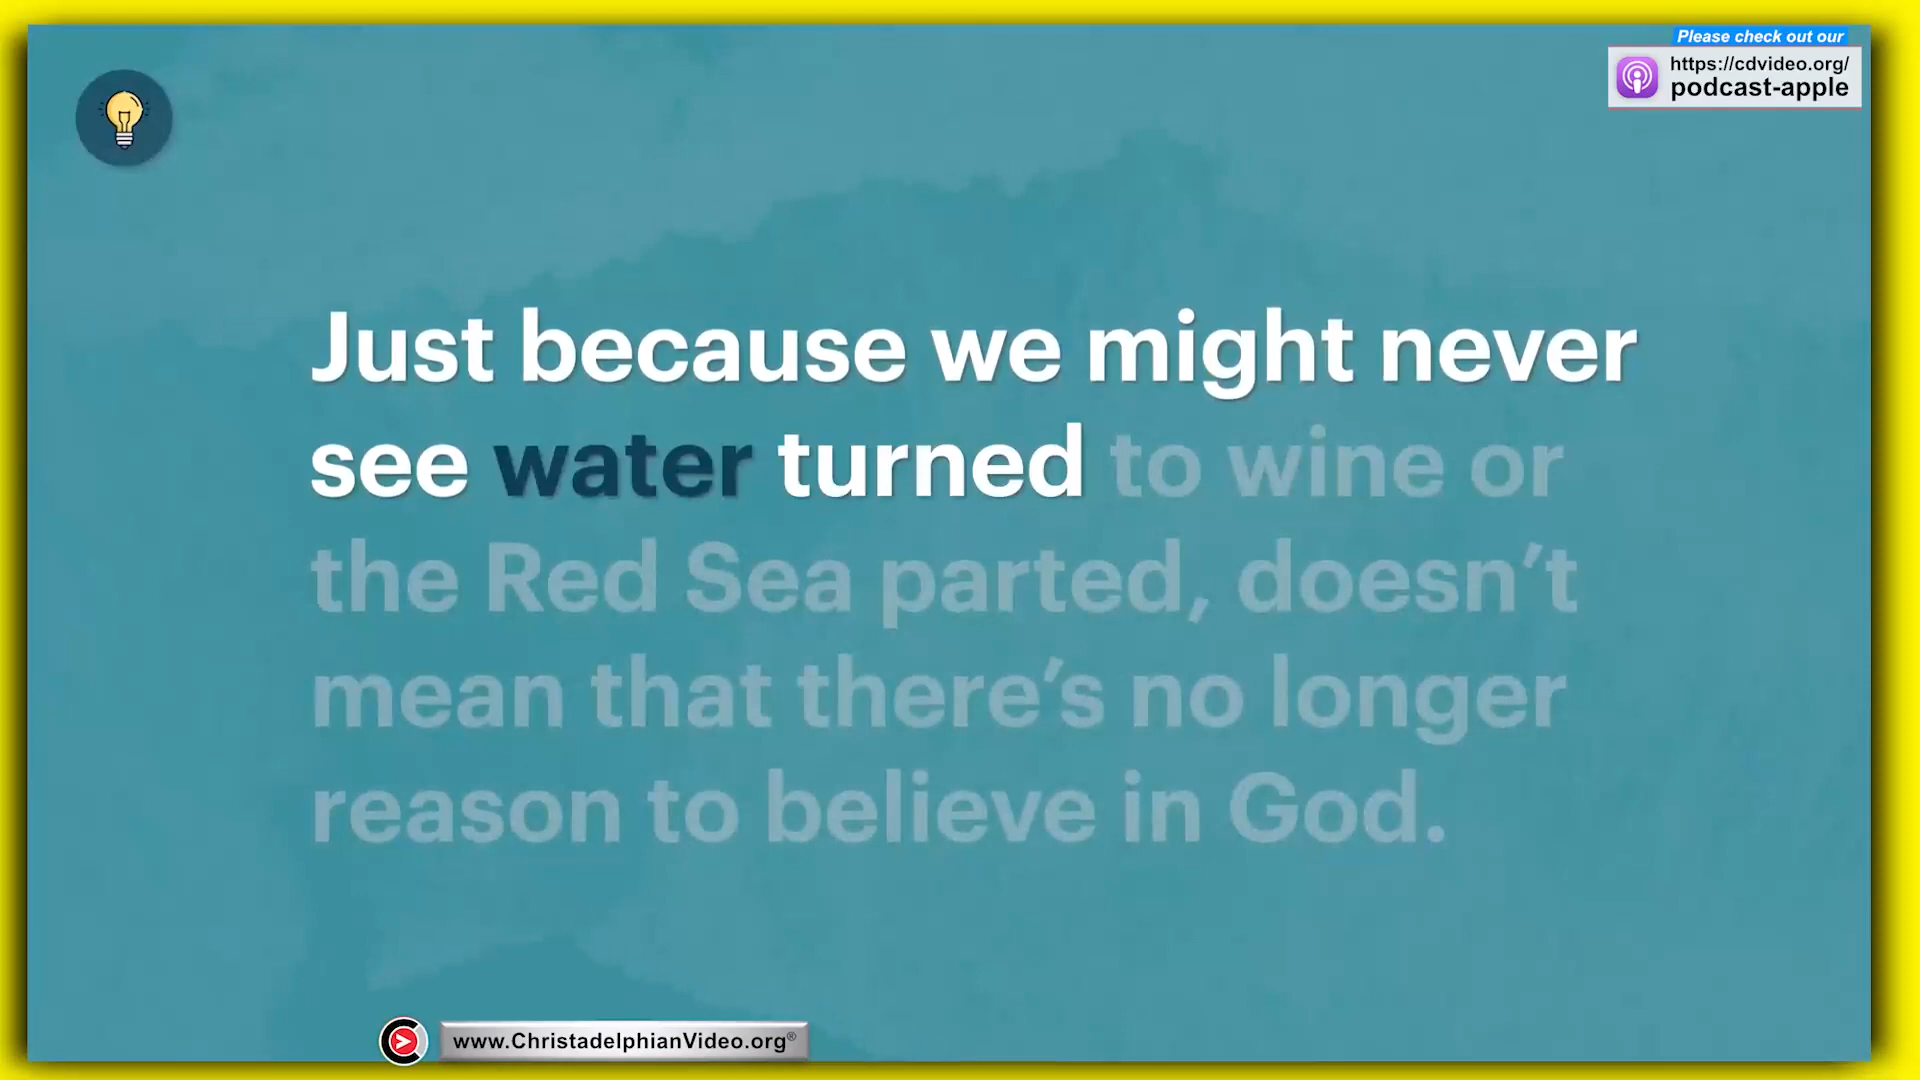 Please check out our
https://cdvideo.org/
podcast-apple
Just because we might never
see water turned to wine or
the Red Sea parted, doesn’t
mean that there’s no longer
reason to believe in God.
www.ChristadelphianVideo.org®